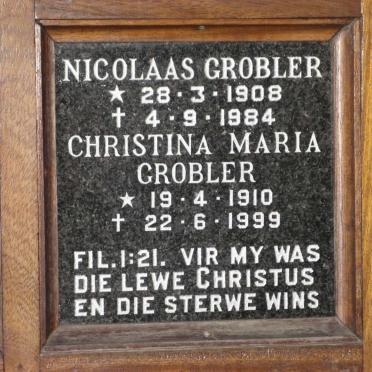 NICOLAAS GROBLER
★ 28·3·1908
† 4·9·1984
CHRISTINA MARIA
GROBLER
★ 19·4·1910
† 22·6·1999
FIL.1:21. VIR MY WAS
DIE LEWE CHRISTUS
EN DIE STERWE WINS